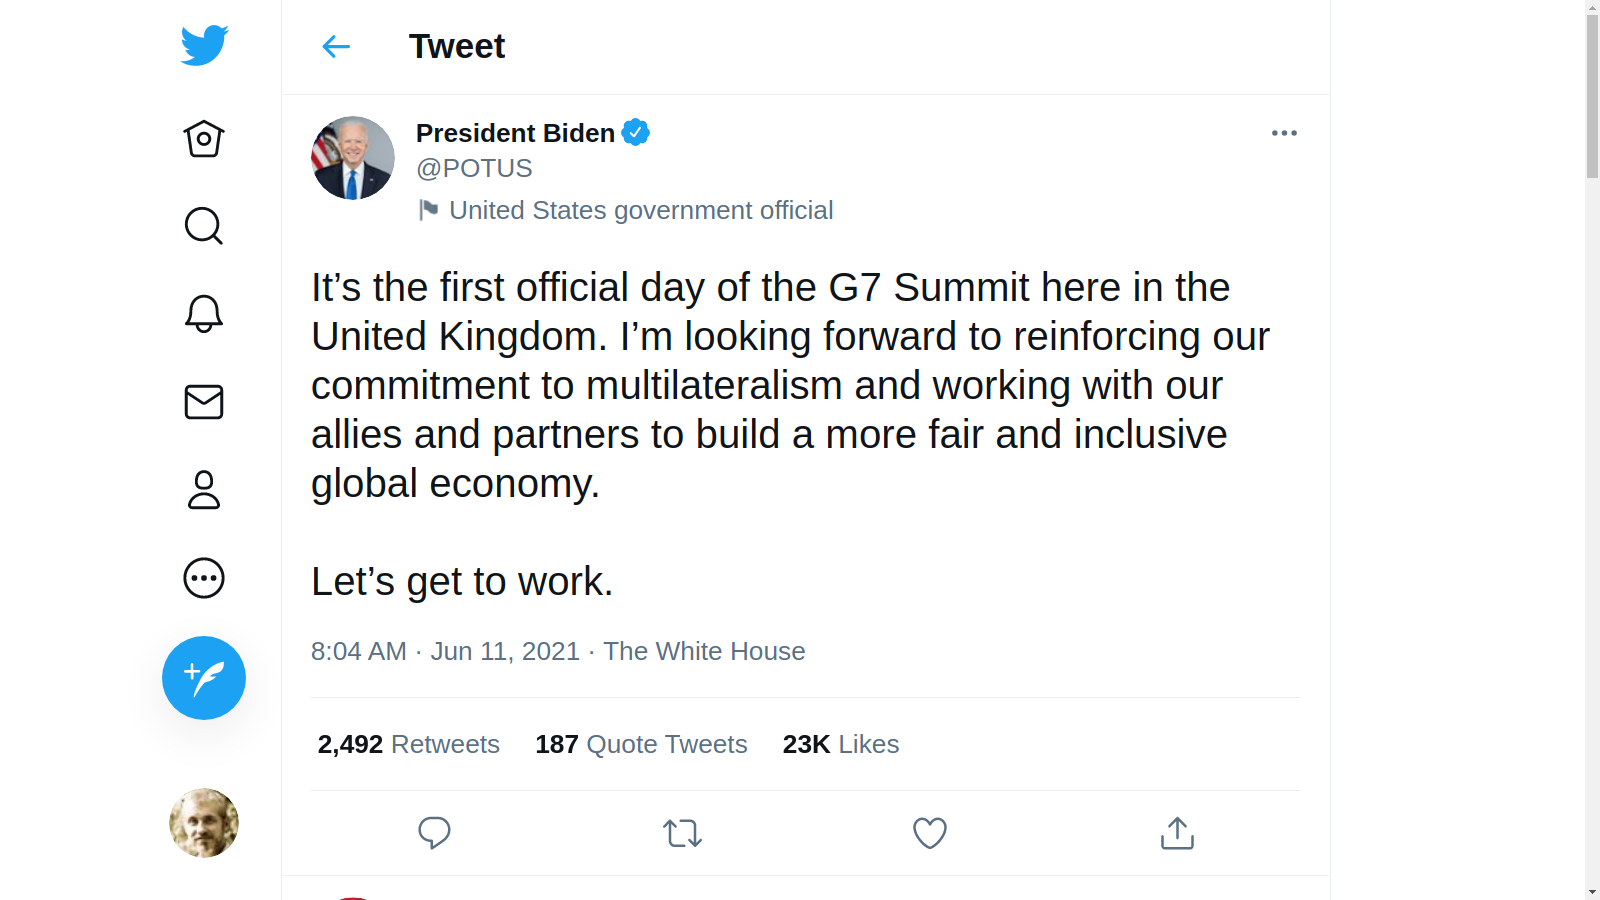 Tweet
President Biden
@POTUS
United States government official
It’s the first official day of the G7 Summit here in the
United Kingdom. I’m looking forward to reinforcing our
commitment to multilateralism and working with our
allies and partners to build a more fair and inclusive
global economy.
Let’s get to work.
8:04 AM · Jun 11, 2021 · The White House
2,492 Retweets 187 Quote Tweets 23K Likes